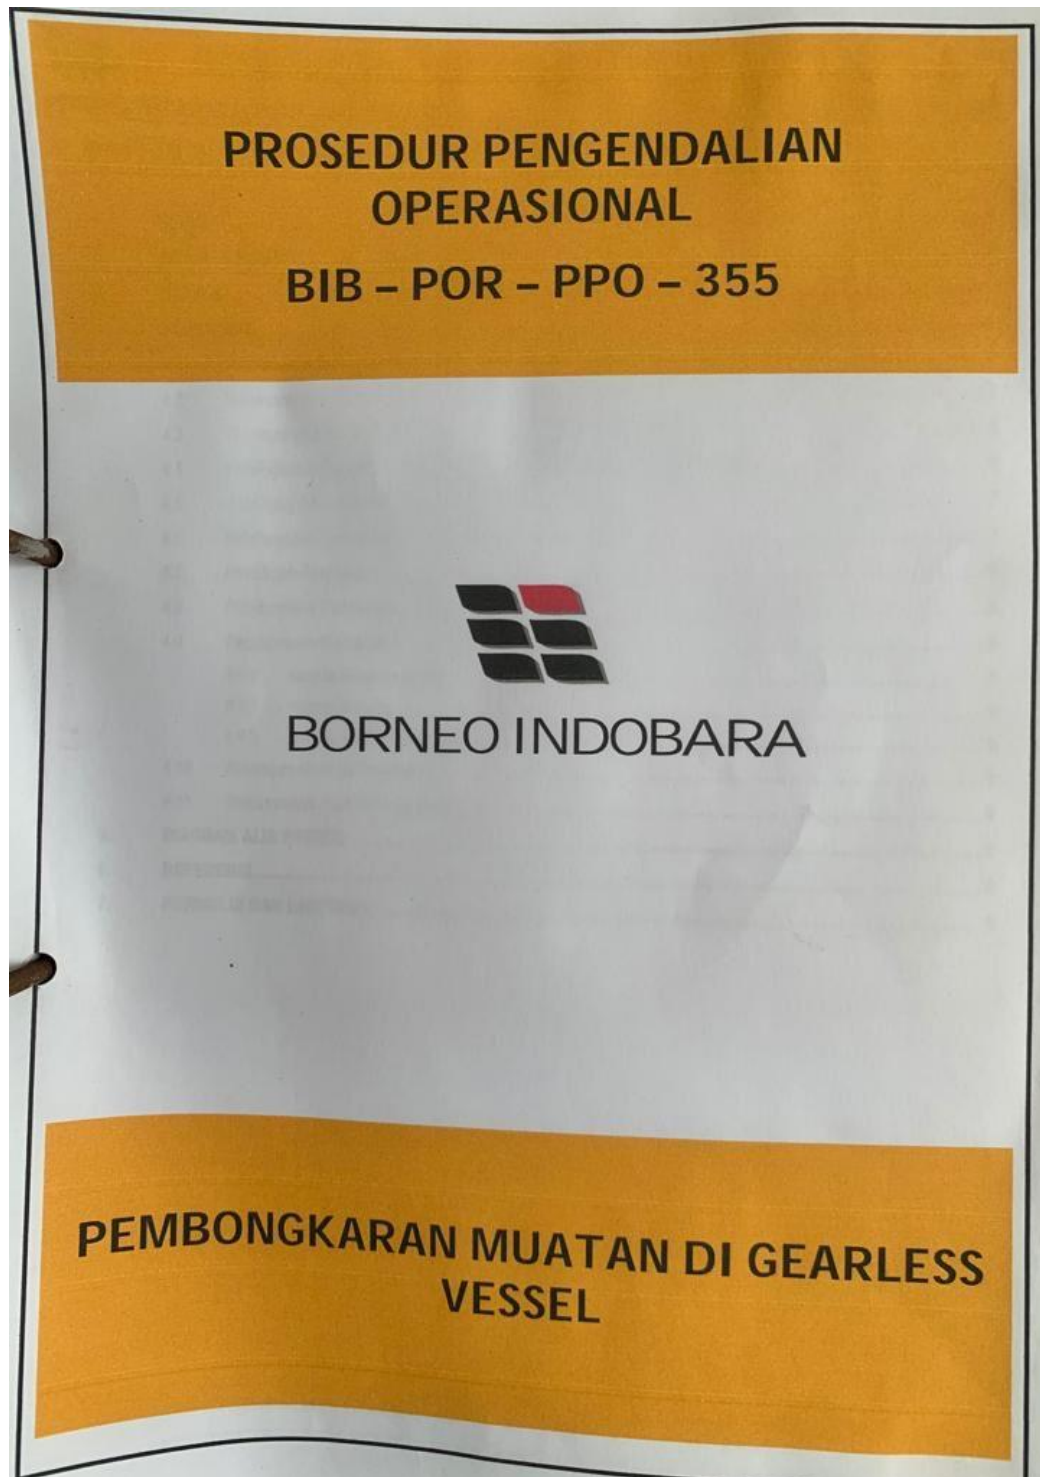 PROSEDUR PENGENDALIAN
OPERASIONAL
BIB – POR – PPO – 355
BORNEO INDOBARA
PEMBONGKARAN MUATAN DI GEARLESS
VESSEL